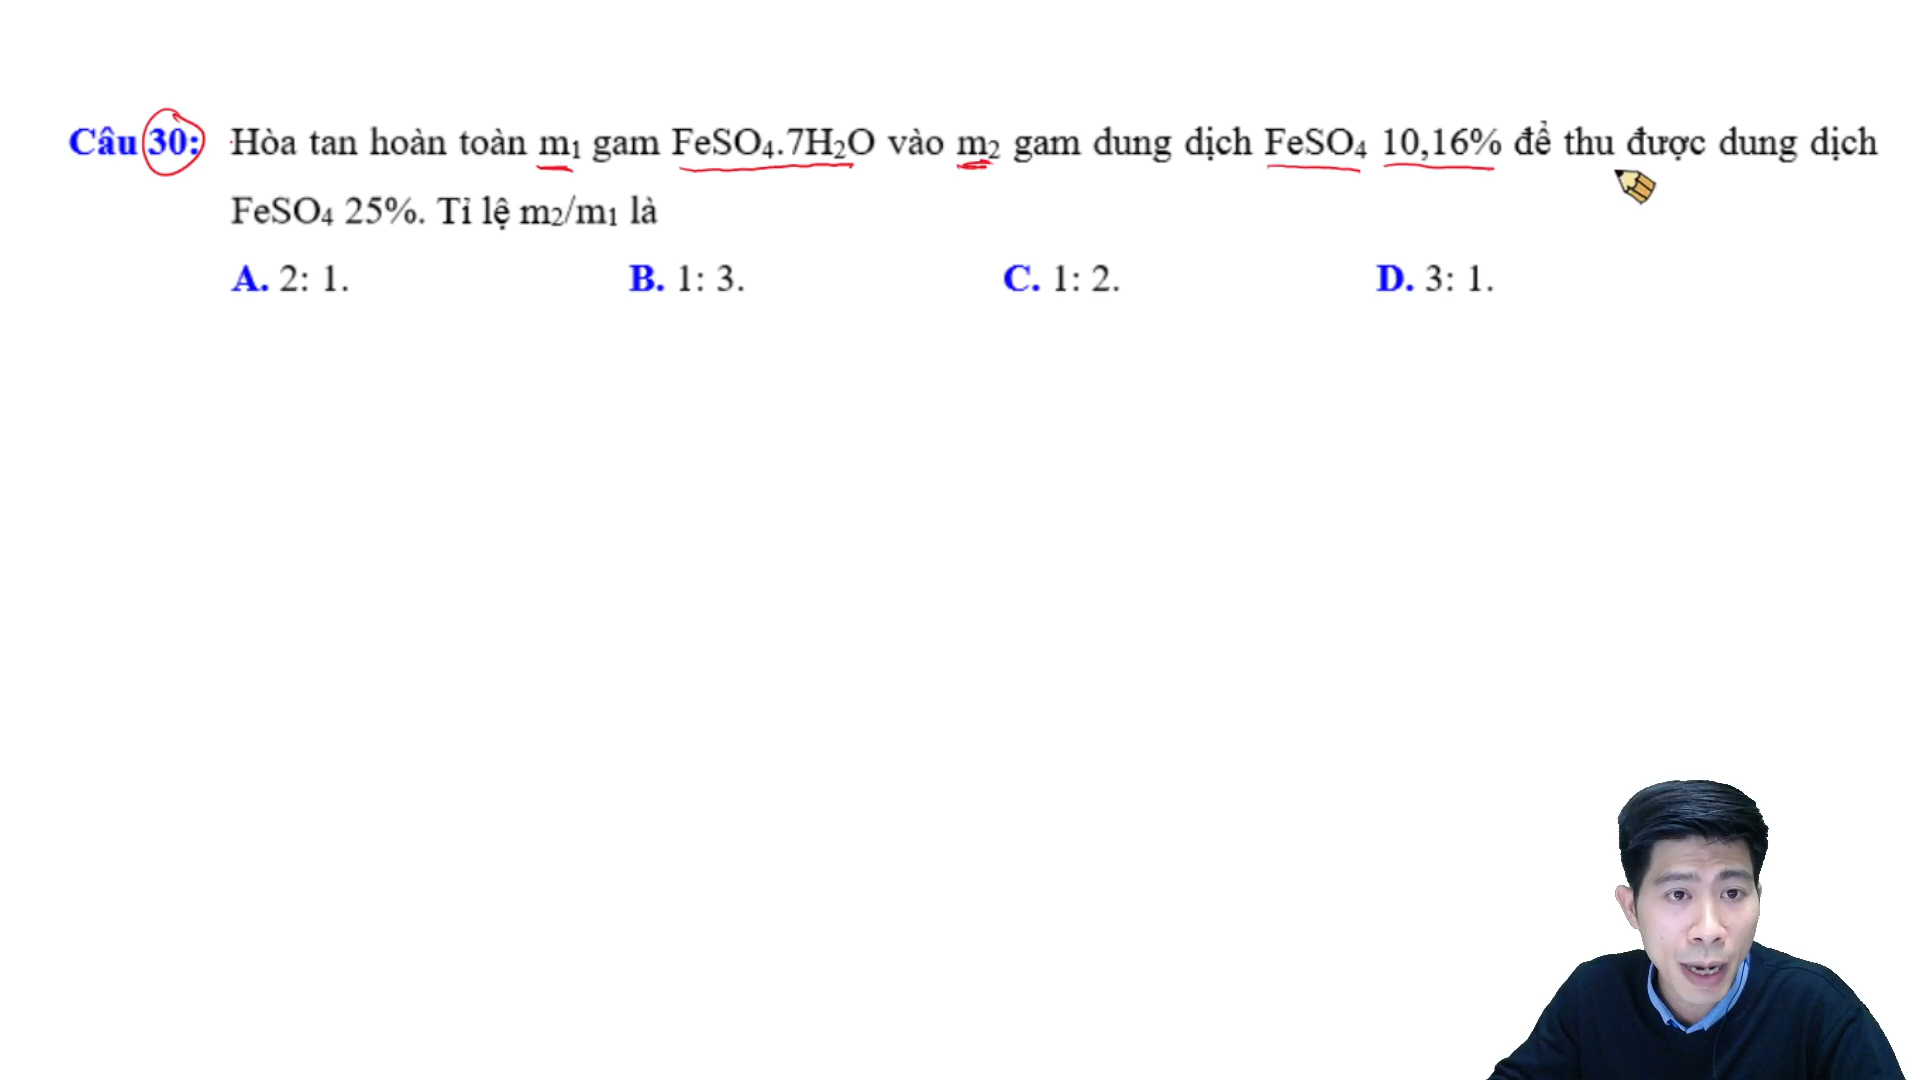 Câu 30: Hòa tan hoàn toàn m₁ gam FeSO₄.7H₂O vào m₂ gam dung dịch FeSO₄ 10,16% để thu được dung dịch
FeSO₄ 25%. Tỉ lệ m₂/m₁ là
A. 2: 1. B. 1: 3. C. 1: 2. D. 3: 1.